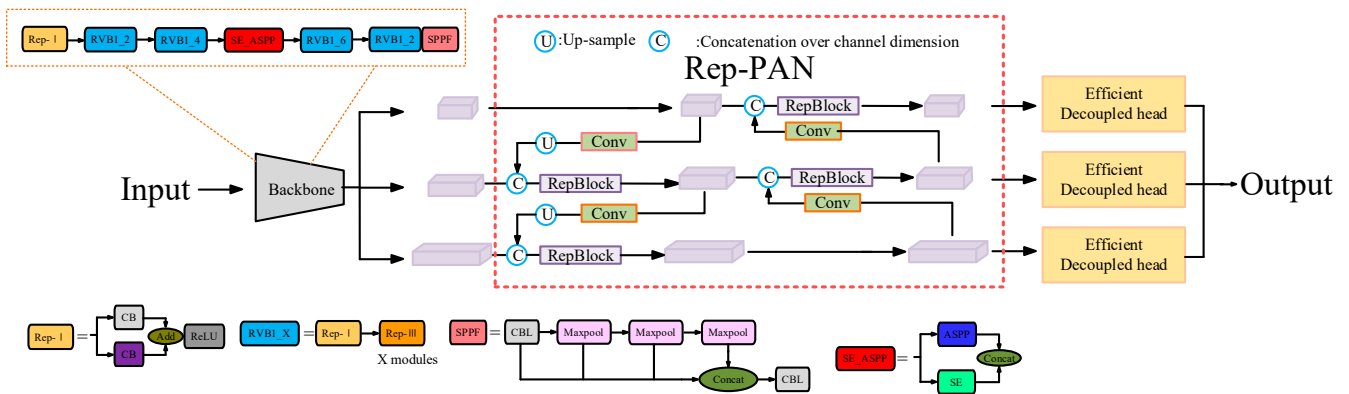 Rep-Ⅰ RVB1_2 RVB1_4 SE_ASPP RVB1_6 RVB1_2 SPPF
U :Up-sample C :Concatenation over channel dimension
Rep-PAN
C RepBlock
Efficient
Decoupled head
U Conv
Conv
Input
Backbone
C RepBlock
C RepBlock
Efficient
Decoupled head
Output
U Conv
Conv
C RepBlock
Efficient
Decoupled head
Rep-Ⅰ = CB CB Add ReLU
RVB1_X = Rep-Ⅰ Rep-Ⅲ
X modules
SPPF = CBL Maxpool Maxpool Maxpool
Concat CBL
SE_ASPP = ASPP SE Concat